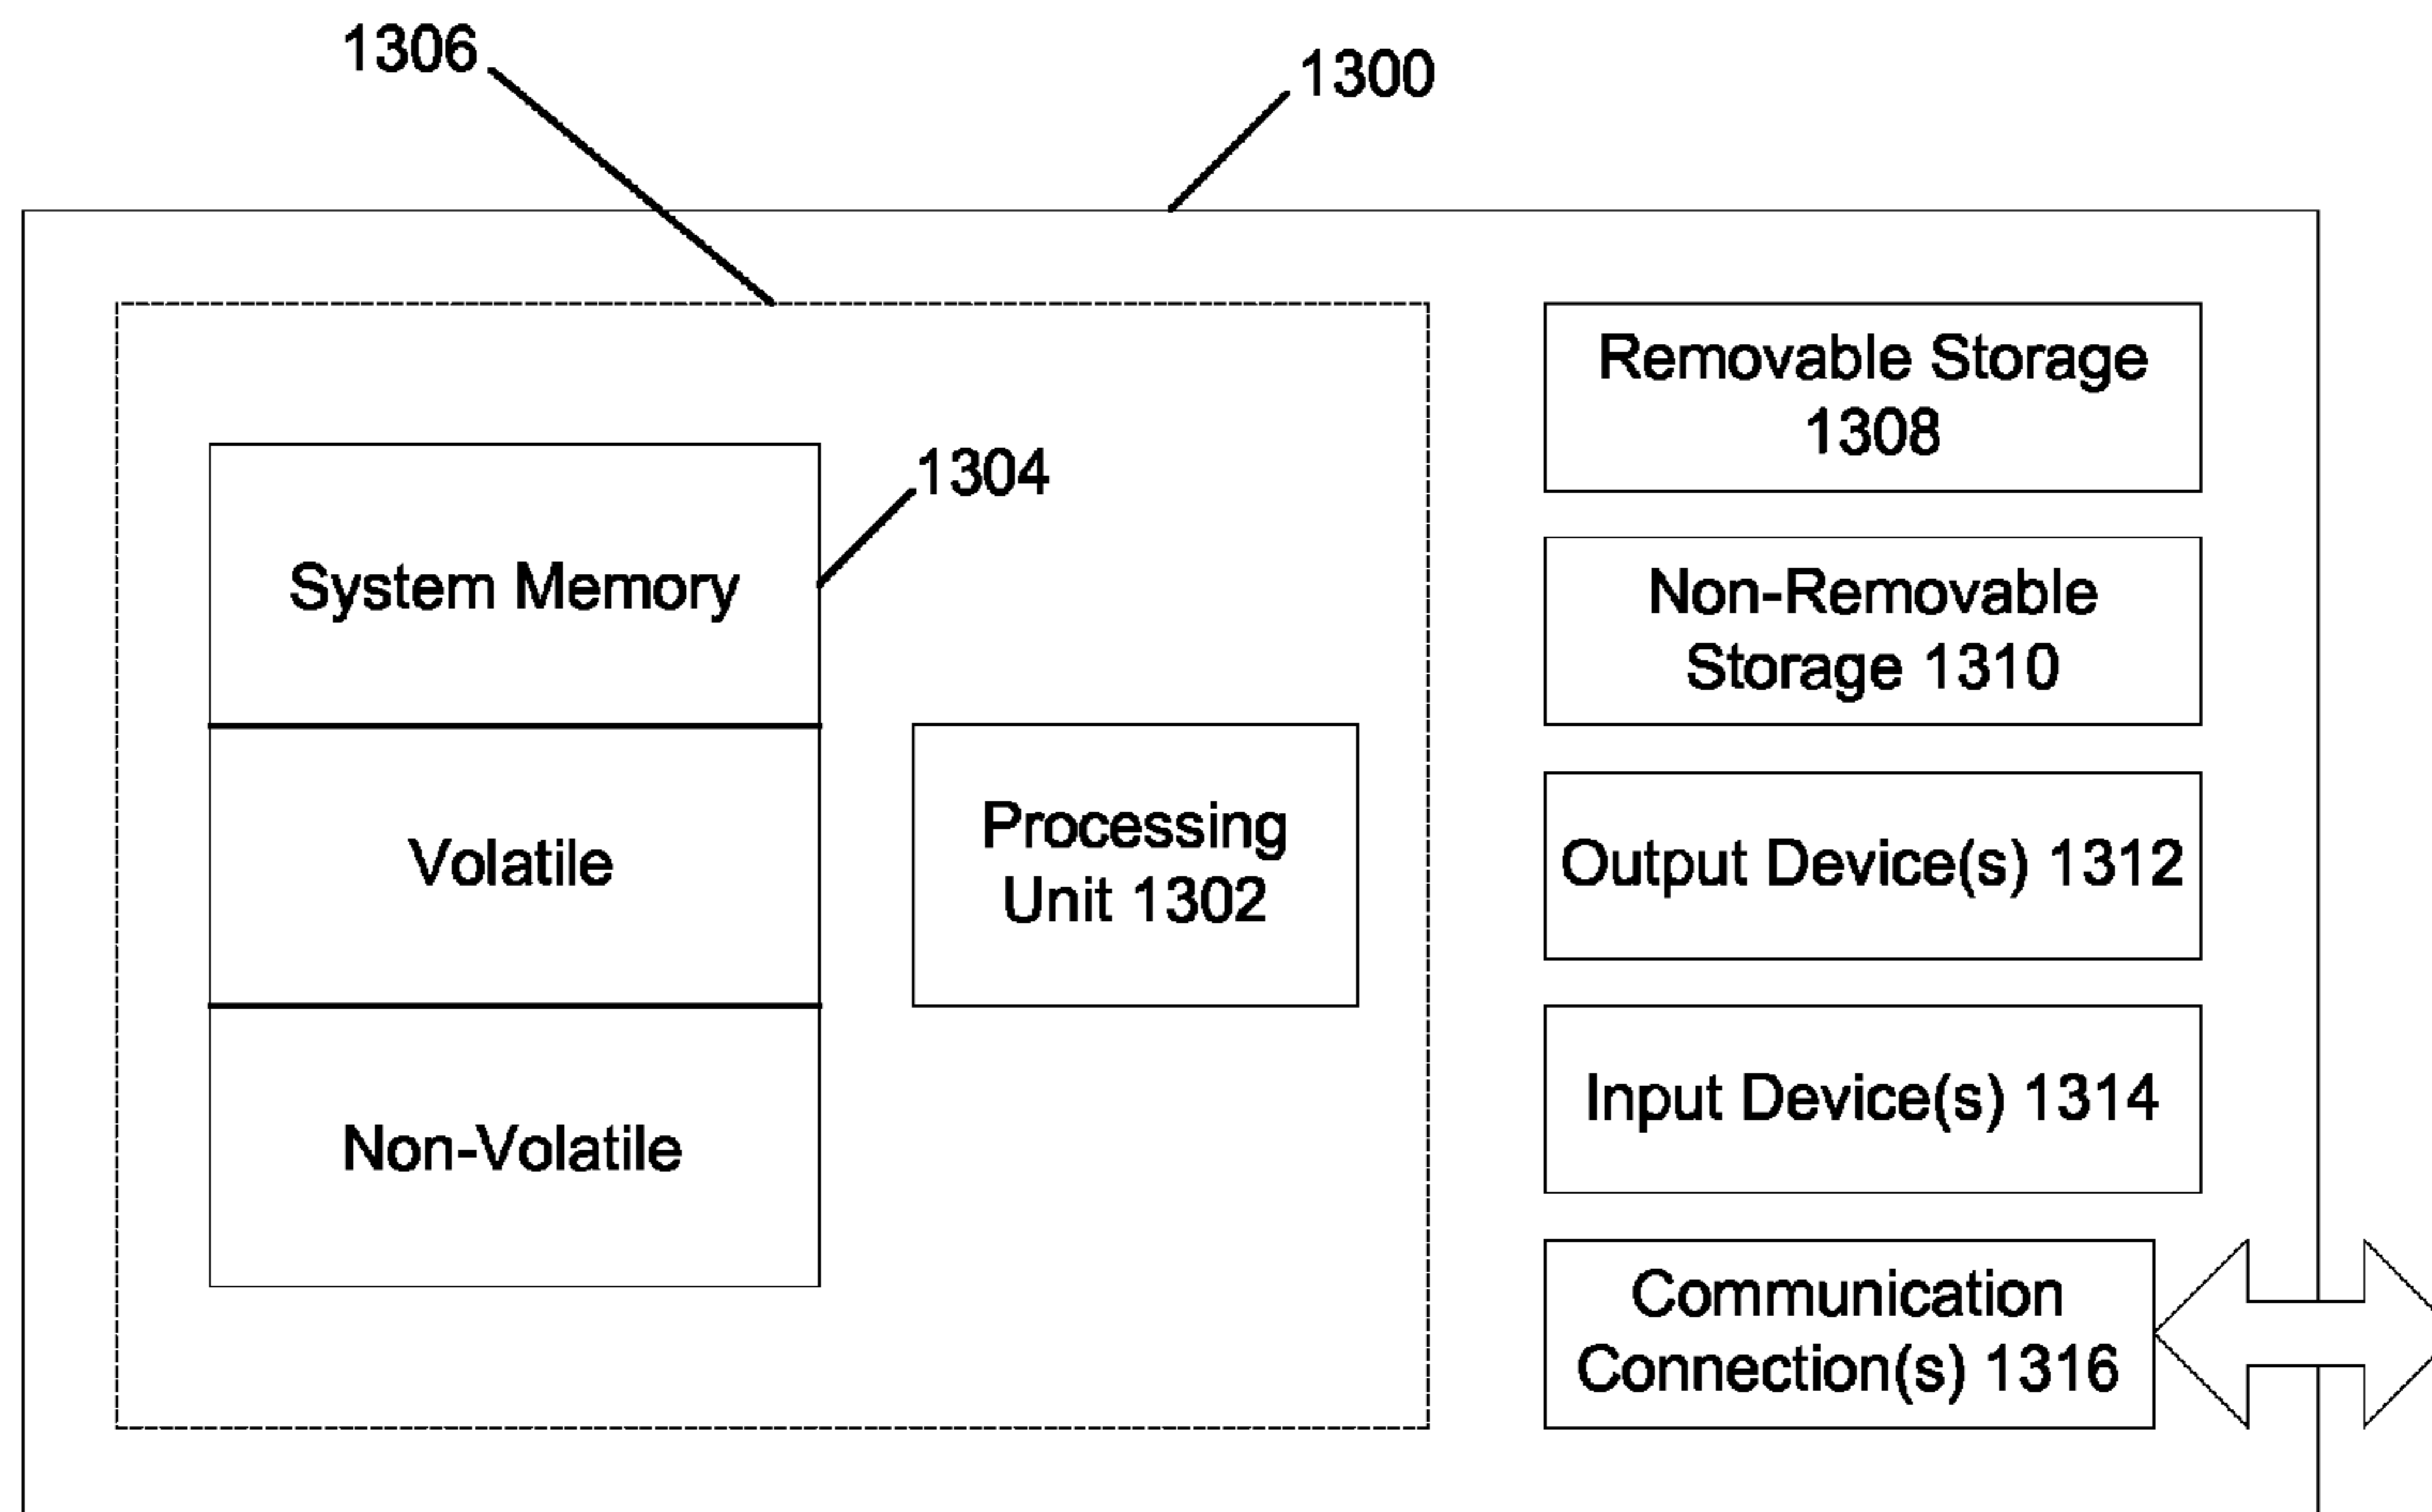 1306
1300
1304
System Memory
Volatile
Non-Volatile
Processing
Unit 1302
Removable Storage
1308
Non-Removable
Storage 1310
Output Device(s) 1312
Input Device(s) 1314
Communication
Connection(s) 1316